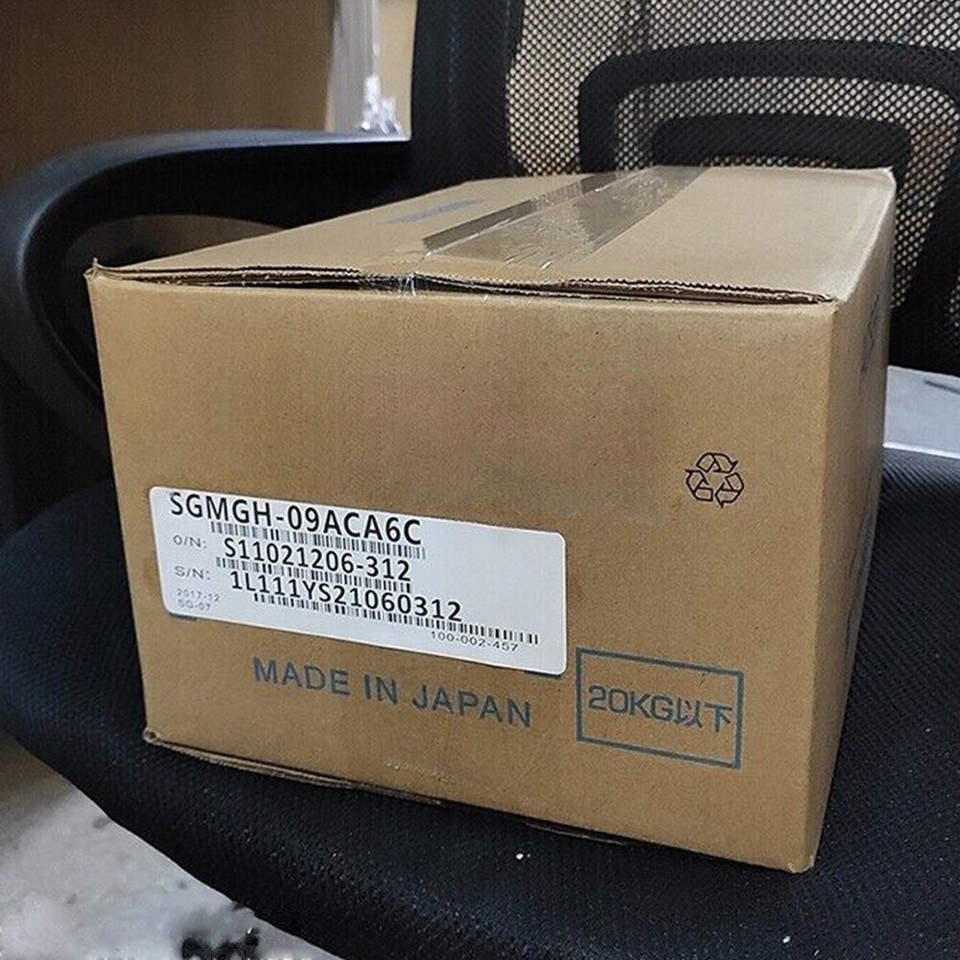 SGMGH-09ACA6C
O/N: S11021206-312
S/N: 1L111YS21060312
2017-12
SG-07
100-002-457
MADE IN JAPAN
20KG以下